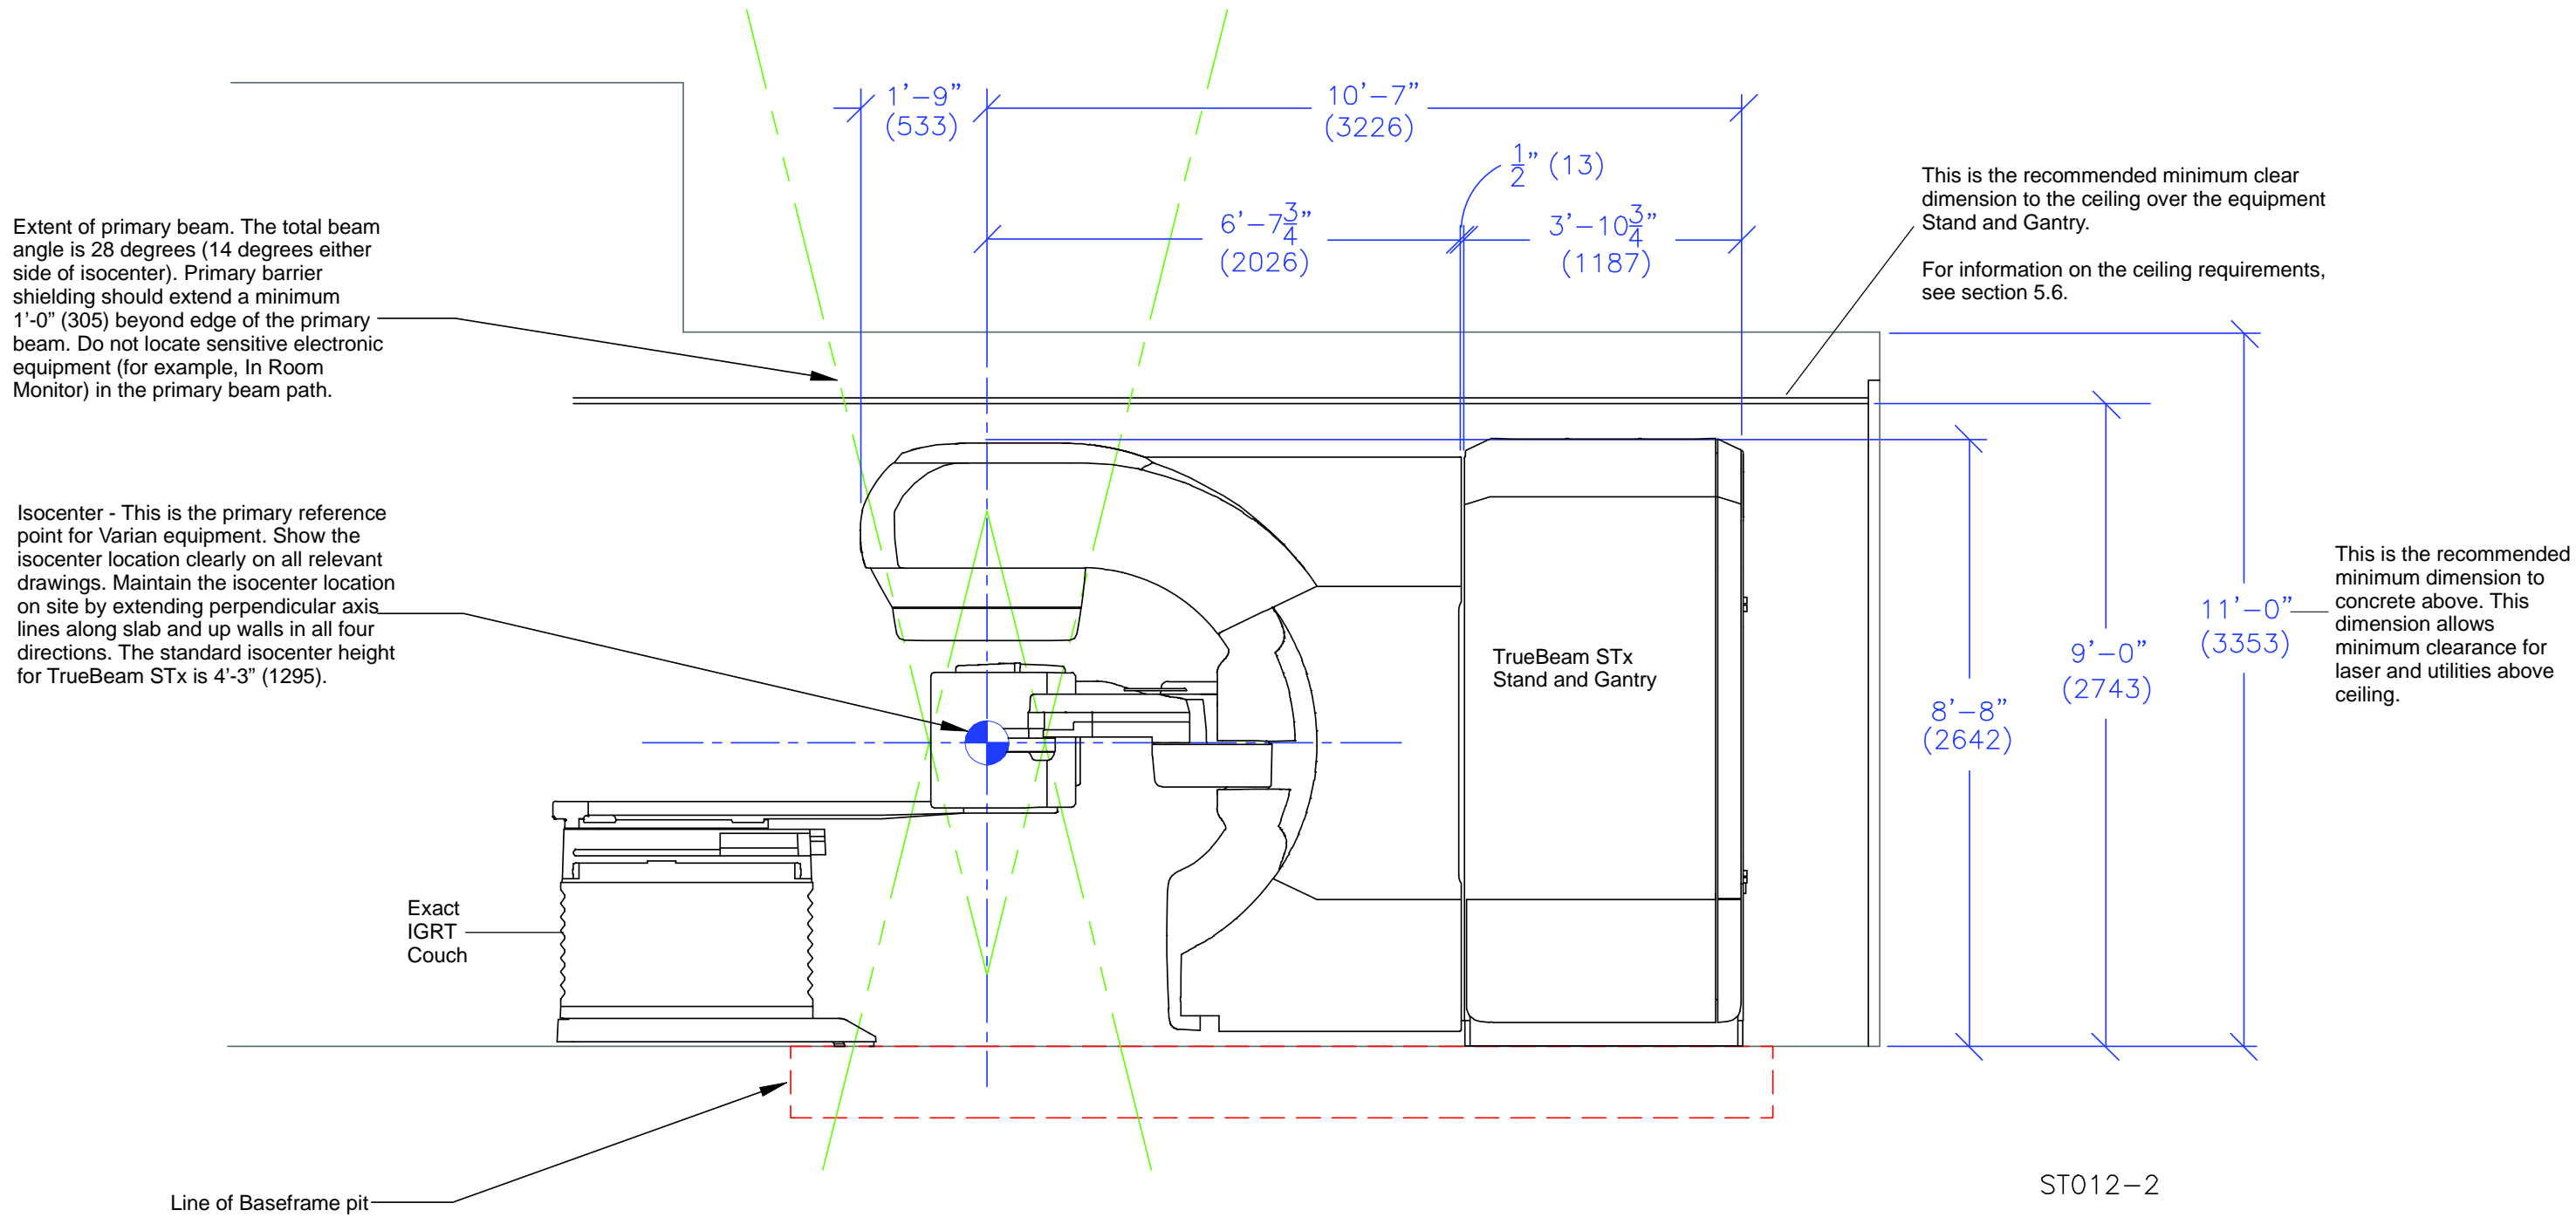 1'-9"
(533)
10'-7"
(3226)
1/2" (13)
6'-7 3/4"
(2026)
3'-10 3/4"
(1187)
This is the recommended minimum clear
dimension to the ceiling over the equipment
Stand and Gantry.
For information on the ceiling requirements,
see section 5.6.
Extent of primary beam. The total beam
angle is 28 degrees (14 degrees either
side of isocenter). Primary barrier
shielding should extend a minimum
1'-0" (305) beyond edge of the primary
beam. Do not locate sensitive electronic
equipment (for example, In Room
Monitor) in the primary beam path.
Isocenter - This is the primary reference
point for Varian equipment. Show the
isocenter location clearly on all relevant
drawings. Maintain the isocenter location
on site by extending perpendicular axis
lines along slab and up walls in all four
directions. The standard isocenter height
for TrueBeam STx is 4'-3" (1295).
TrueBeam STx
Stand and Gantry
8'-8"
(2642)
9'-0"
(2743)
11'-0"
(3353)
This is the recommended
minimum dimension to
concrete above. This
dimension allows
minimum clearance for
laser and utilities above
ceiling.
Exact
IGRT
Couch
Line of Baseframe pit
ST012-2